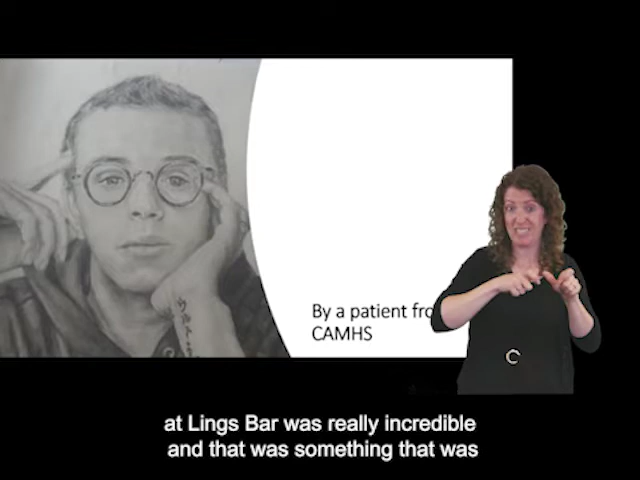 By a patient fro
CAMHS
at Lings Bar was really incredible
and that was something that was